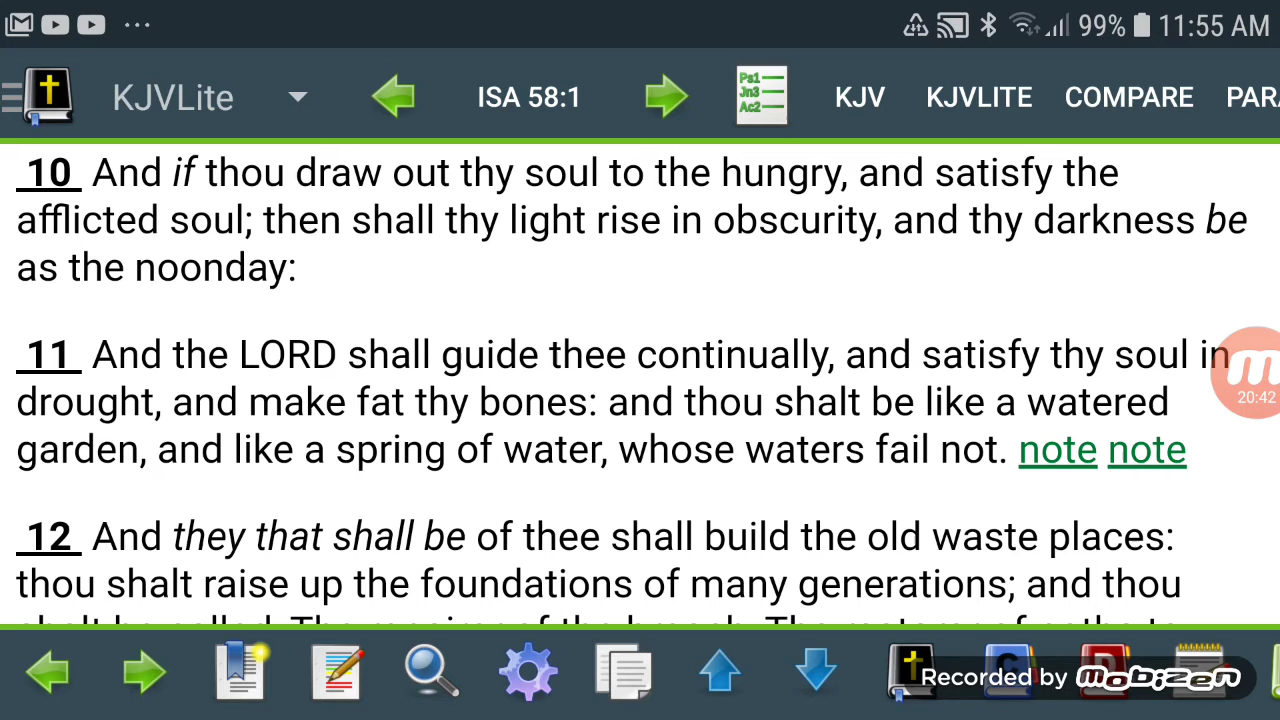 99% 11:55 AM
KJVLite ISA 58:1 KJV KJVLITE COMPARE PAR
Ps1
Jn3
Ac2
10 And if thou draw out thy soul to the hungry, and satisfy the
afflicted soul; then shall thy light rise in obscurity, and thy darkness be
as the noonday:
11 And the LORD shall guide thee continually, and satisfy thy soul in
drought, and make fat thy bones: and thou shalt be like a watered
garden, and like a spring of water, whose waters fail not. note note
20:42
12 And they that shall be of thee shall build the old waste places:
thou shalt raise up the foundations of many generations; and thou
Recorded by mobizen